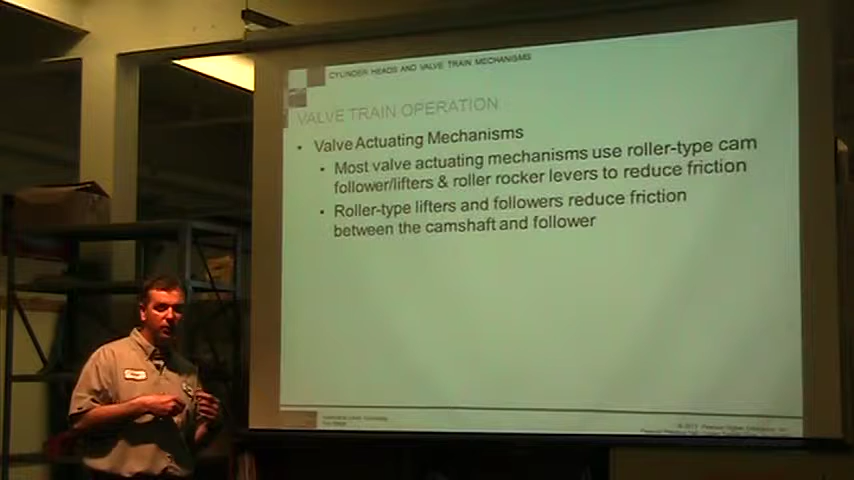 CYLINDER HEADS AND VALVE TRAIN MECHANISMS
VALVE TRAIN OPERATION
• Valve Actuating Mechanisms
• Most valve actuating mechanisms use roller-type cam
follower/lifters & roller rocker levers to reduce friction
• Roller-type lifters and followers reduce friction
between the camshaft and follower